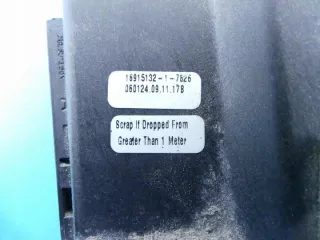 16915132-1-7826
060124.09.11.178
Scrap If Dropped From
Greater Than 1 Meter